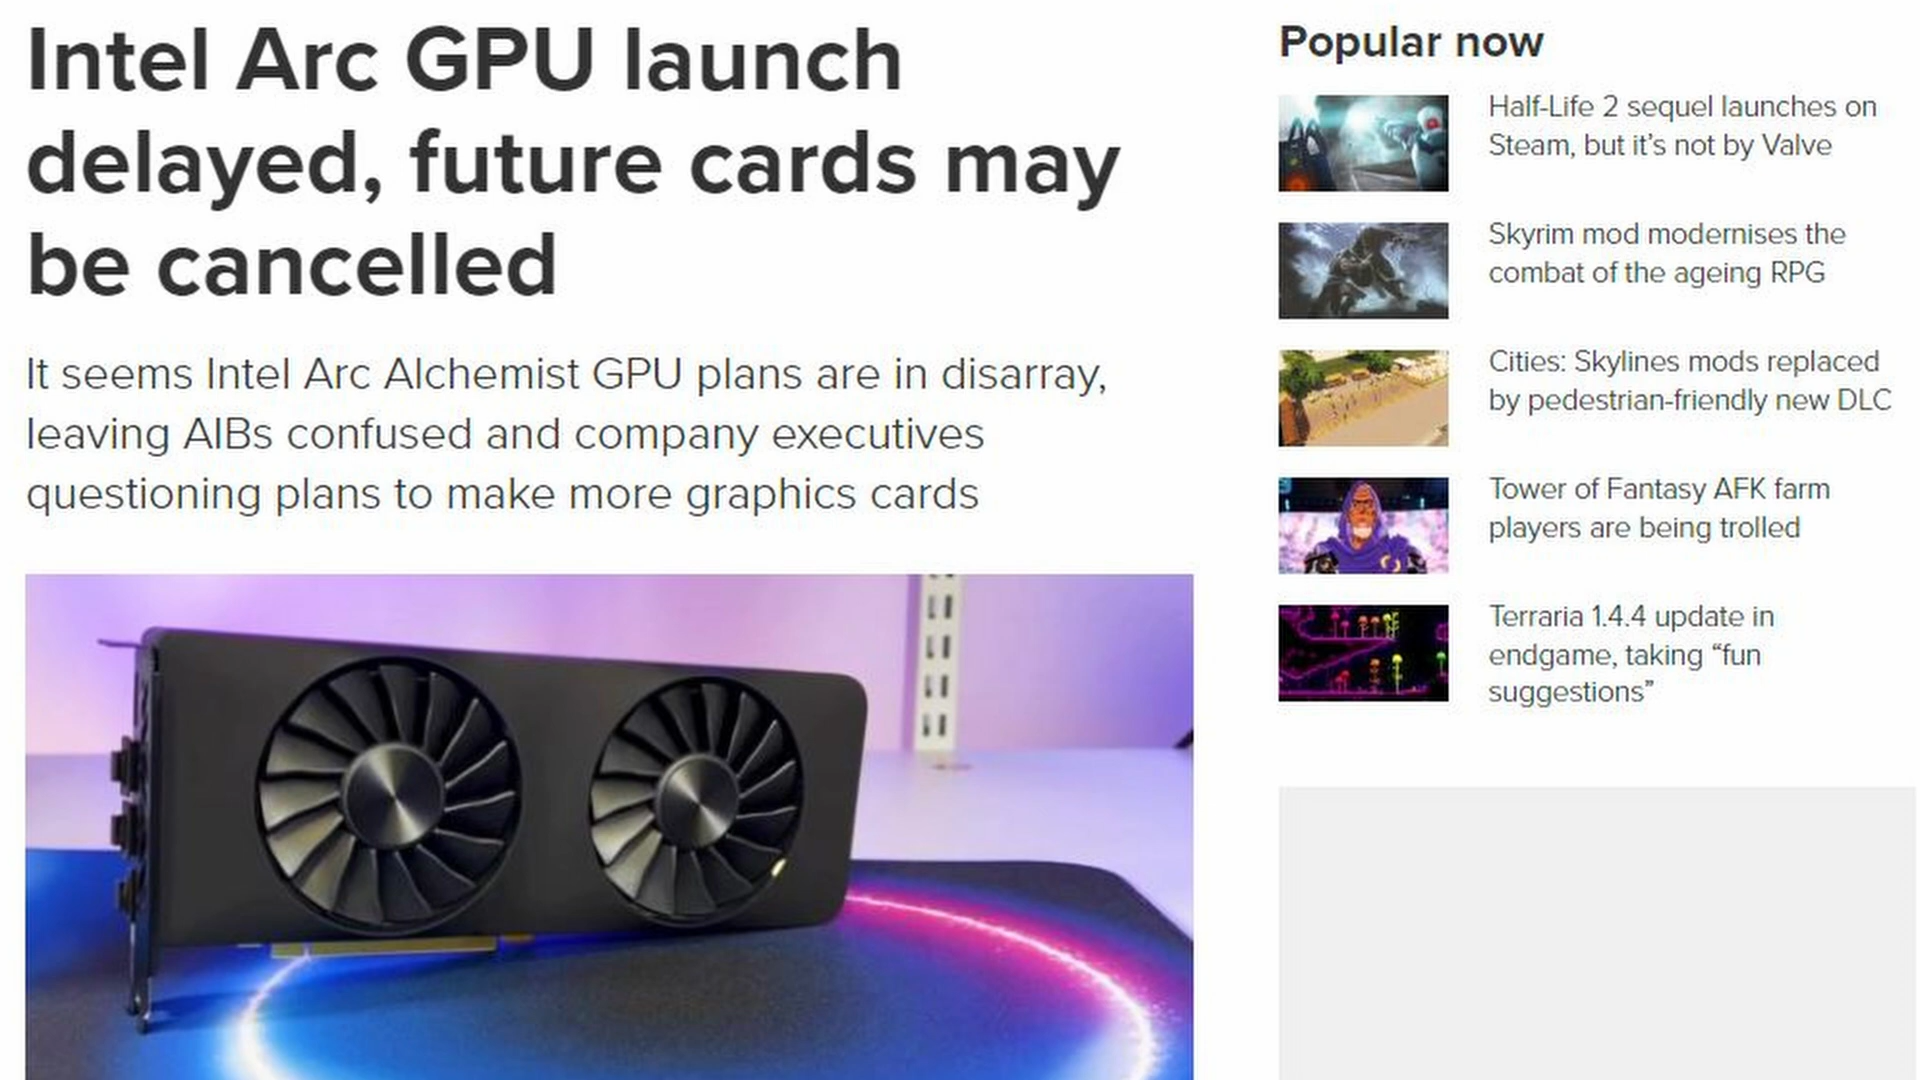 Intel Arc GPU launch
delayed, future cards may
be cancelled
It seems Intel Arc Alchemist GPU plans are in disarray,
leaving AIBs confused and company executives
questioning plans to make more graphics cards
Popular now
Half-Life 2 sequel launches on
Steam, but it’s not by Valve
Skyrim mod modernises the
combat of the ageing RPG
Cities: Skylines mods replaced
by pedestrian-friendly new DLC
Tower of Fantasy AFK farm
players are being trolled
Terraria 1.4.4 update in
endgame, taking “fun
suggestions”